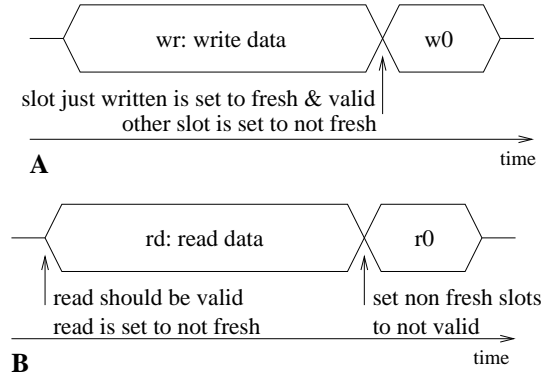 wr: write data
w0
slot just written is set to fresh & valid
other slot is set to not fresh
time
A
rd: read data
r0
read should be valid
read is set to not fresh
set non fresh slots
to not valid
time
B